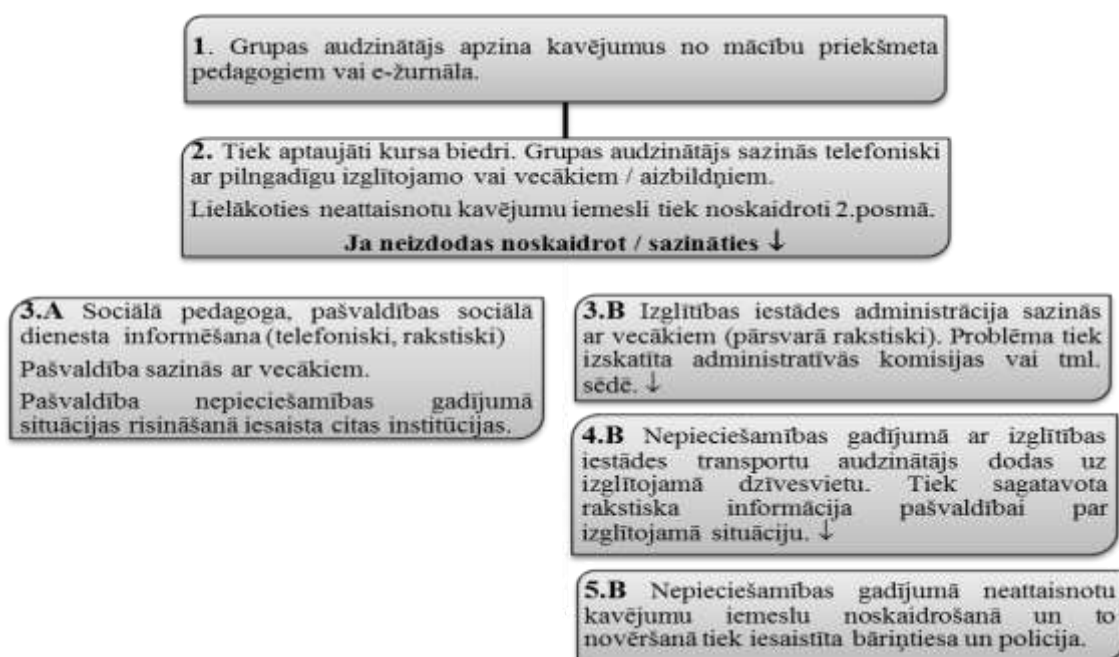 1. Grupas audzinātājs apzina kavējumus no mācību priekšmeta
pedagogiem vai e-žurnāla.
2. Tiek aptaujāti kursa biedri. Grupas audzinātājs sazinās telefoniski
ar pilngadīgu izglītojamo vai vecākiem / aizbildņiem.
Lielākoties neattaisnotu kavējumu iemesli tiek noskaidroti 2.posmā.
Ja neizdodas noskaidrot / sazināties ↓
3.A Sociālā pedagoga, pašvaldības sociālā
dienesta informēšana (telefoniski, rakstiski)
Pašvaldība sazinās ar vecākiem.
Pašvaldība nepieciešamības gadījumā
situācijas risināšanā iesaista citas institūcijas.
3.B Izglītības iestādes administrācija sazinās
ar vecākiem (pārsvarā rakstiski). Problēma tiek
izskatīta administratīvās komisijas vai tml.
sēdē. ↓
4.B Nepieciešamības gadījumā ar izglītības
iestādes transportu audzinātājs dodas uz
izglītojamā dzīvesvietu. Tiek sagatavota
rakstiska informācija pašvaldībai par
izglītojamā situāciju. ↓
5.B Nepieciešamības gadījumā neattaisnotu
kavējumu iemeslu noskaidrošanā un to
novēršanā tiek iesaistīta bāriņtiesa un policija.